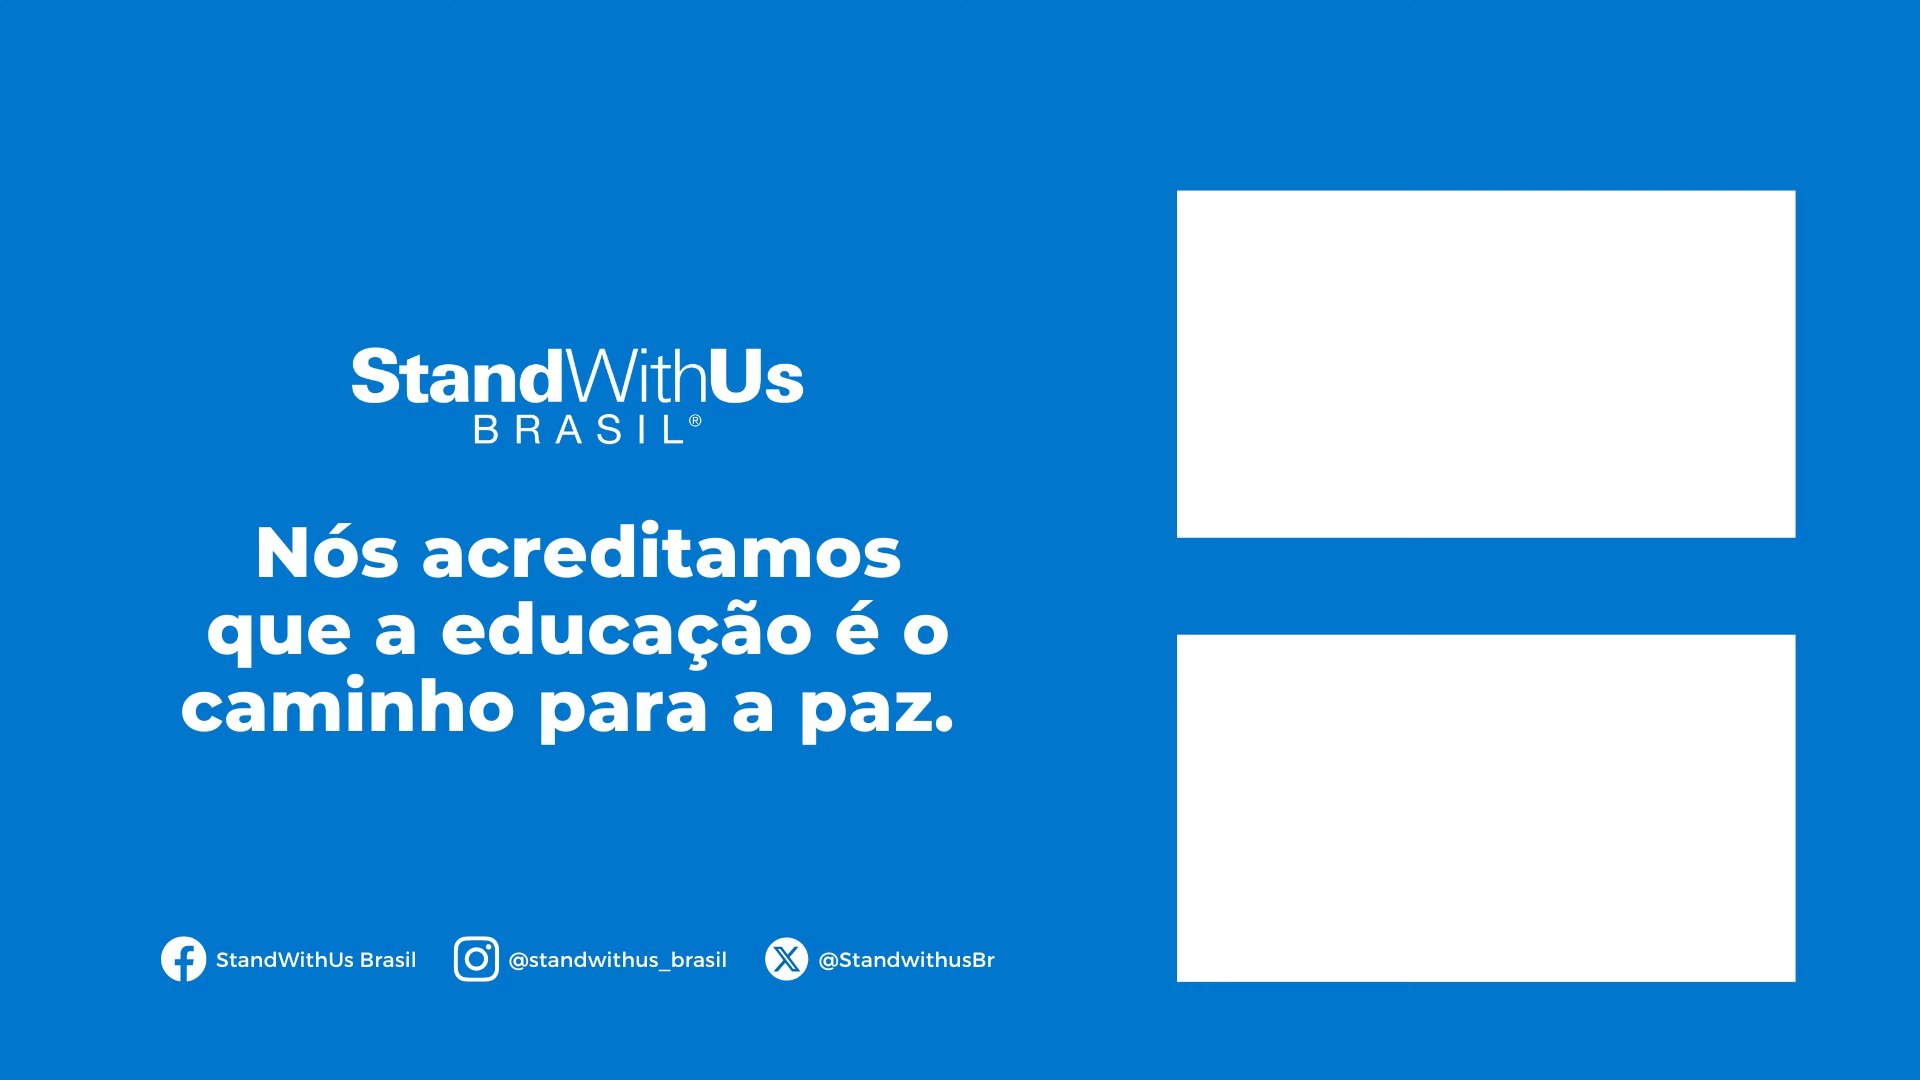 StandWithUs
BRASIL®
Nós acreditamos
que a educação é o
caminho para a paz.
StandWithUs Brasil
@standwithus_brasil
@StandwithusBr